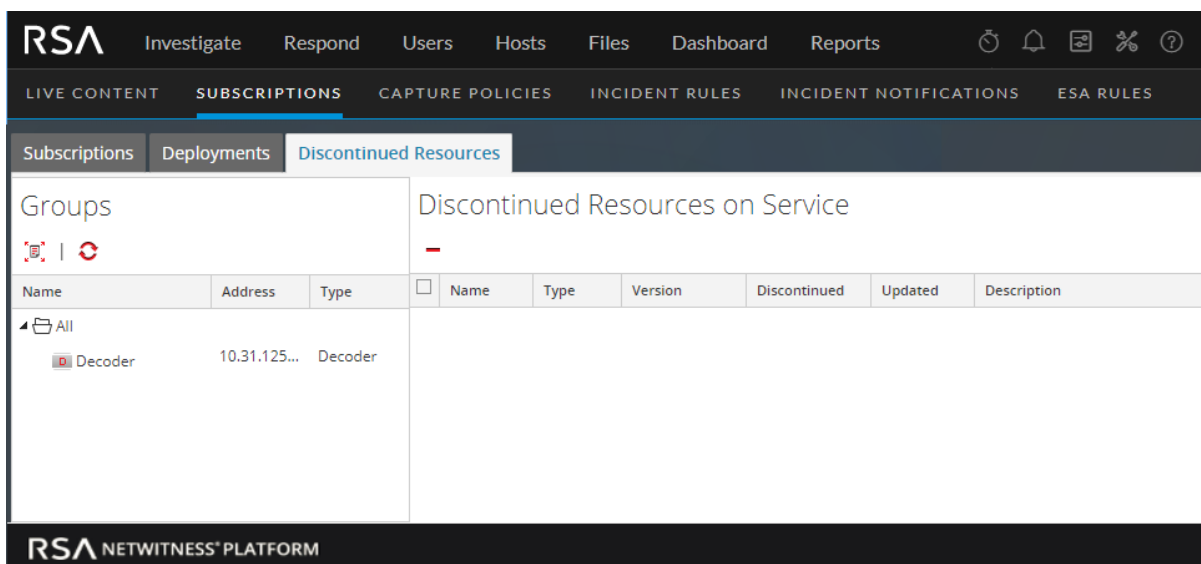 RSA Investigate Respond Users Hosts Files Dashboard Reports
LIVE CONTENT SUBSCRIPTIONS CAPTURE POLICIES INCIDENT RULES INCIDENT NOTIFICATIONS ESA RULES
Subscriptions Deployments Discontinued Resources
Groups
Discontinued Resources on Service
Name Address Type
Name Type Version Discontinued Updated Description
All
D Decoder 10.31.125... Decoder
RSA NETWITNESS® PLATFORM